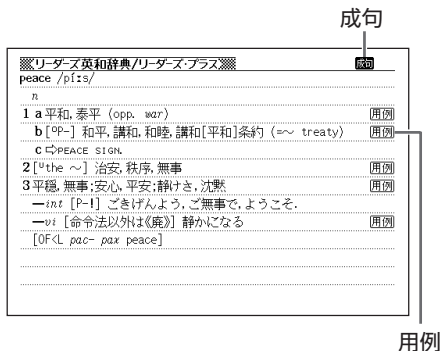 成句
リーダーズ英和辞典/リーダーズ・プラス 成句
peace /píːs/
n
1 a 平和, 泰平 (opp. war) 用例
b [ºP-] 和平, 講和, 和睦, 講和[平和]条約 (=~ treaty) 用例
c ⇨PEACE SIGN.
2 [ᵁthe ~] 治安, 秩序, 無事 用例
3 平穏, 無事;安心, 平安;静けさ, 沈黙 用例
—int [P-!] ごきげんよう, ご無事で, ようこそ.
—vi [命令法以外は《廃》] 静かになる 用例
[OF<L pac- pax peace]
用例